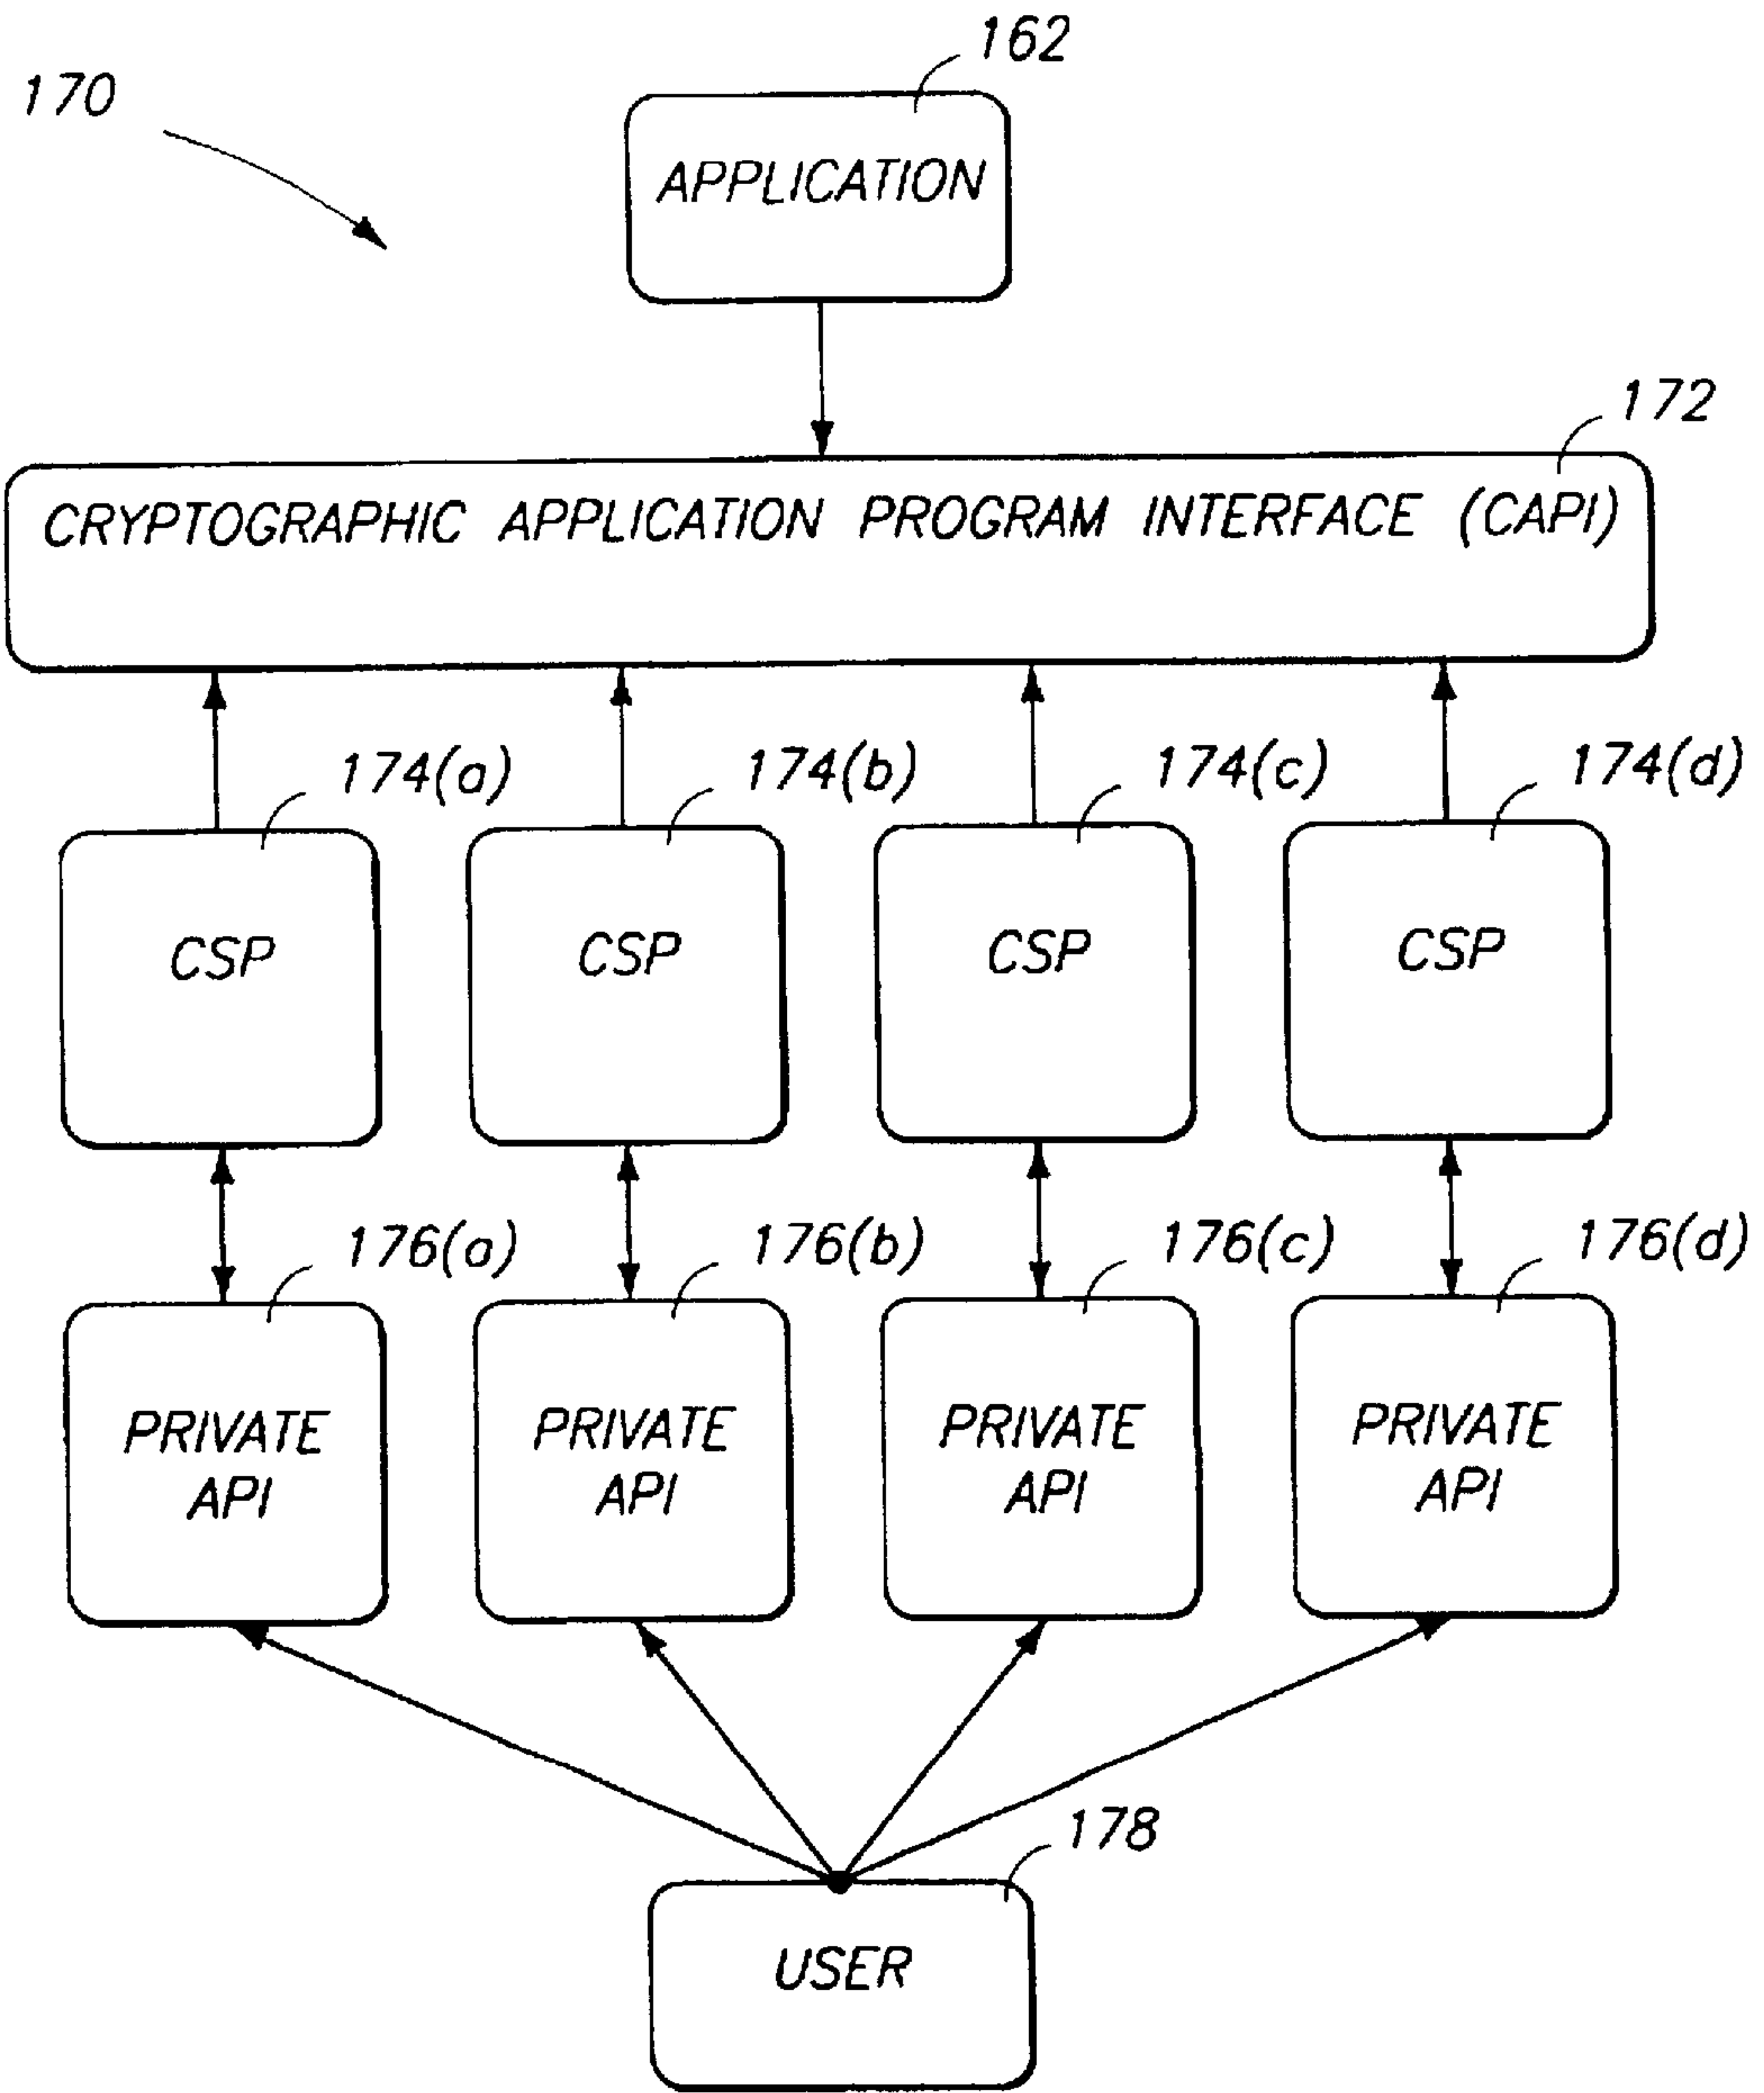 162
170
APPLICATION
172
CRYPTOGRAPHIC APPLICATION PROGRAM INTERFACE (CAPI)
174(a)
174(b)
174(c)
174(d)
CSP
CSP
CSP
CSP
176(a)
176(b)
176(c)
176(d)
PRIVATE
API
PRIVATE
API
PRIVATE
API
PRIVATE
API
178
USER